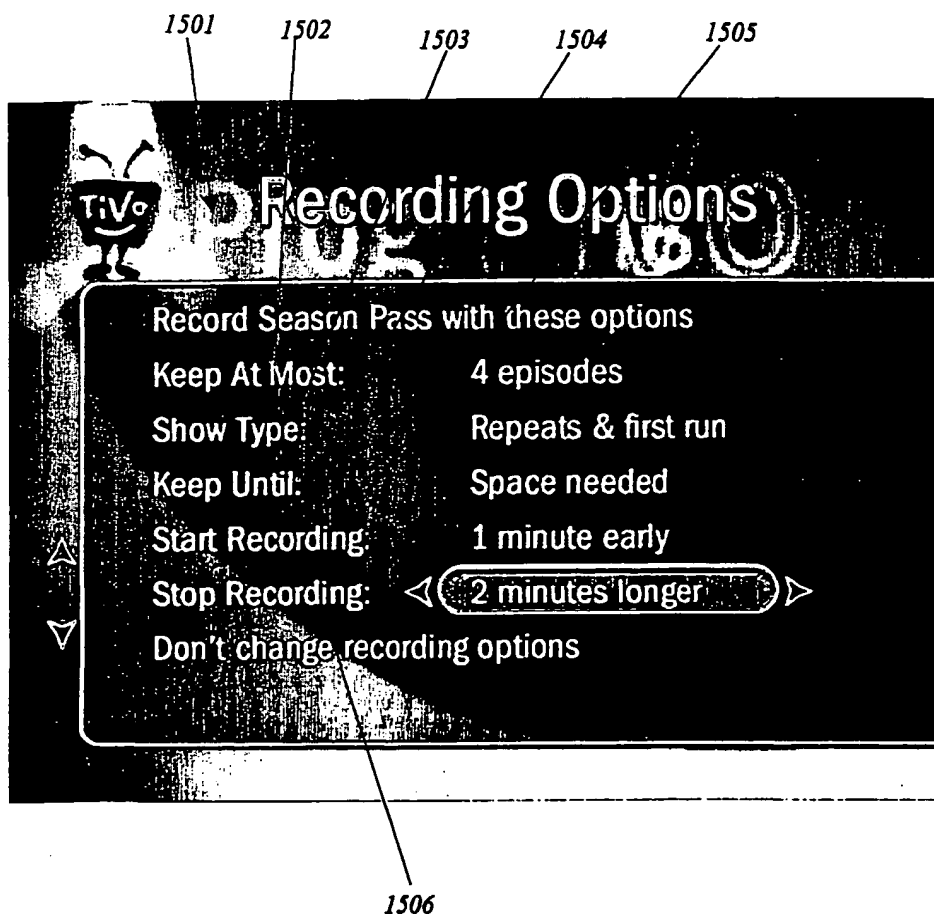 1501 1502 1503 1504 1505
TiVo Recording Options
Record Season Pass with these options
Keep At Most: 4 episodes
Show Type: Repeats & first run
Keep Until: Space needed
Start Recording: 1 minute early
Stop Recording: 2 minutes longer
Don't change recording options
1506